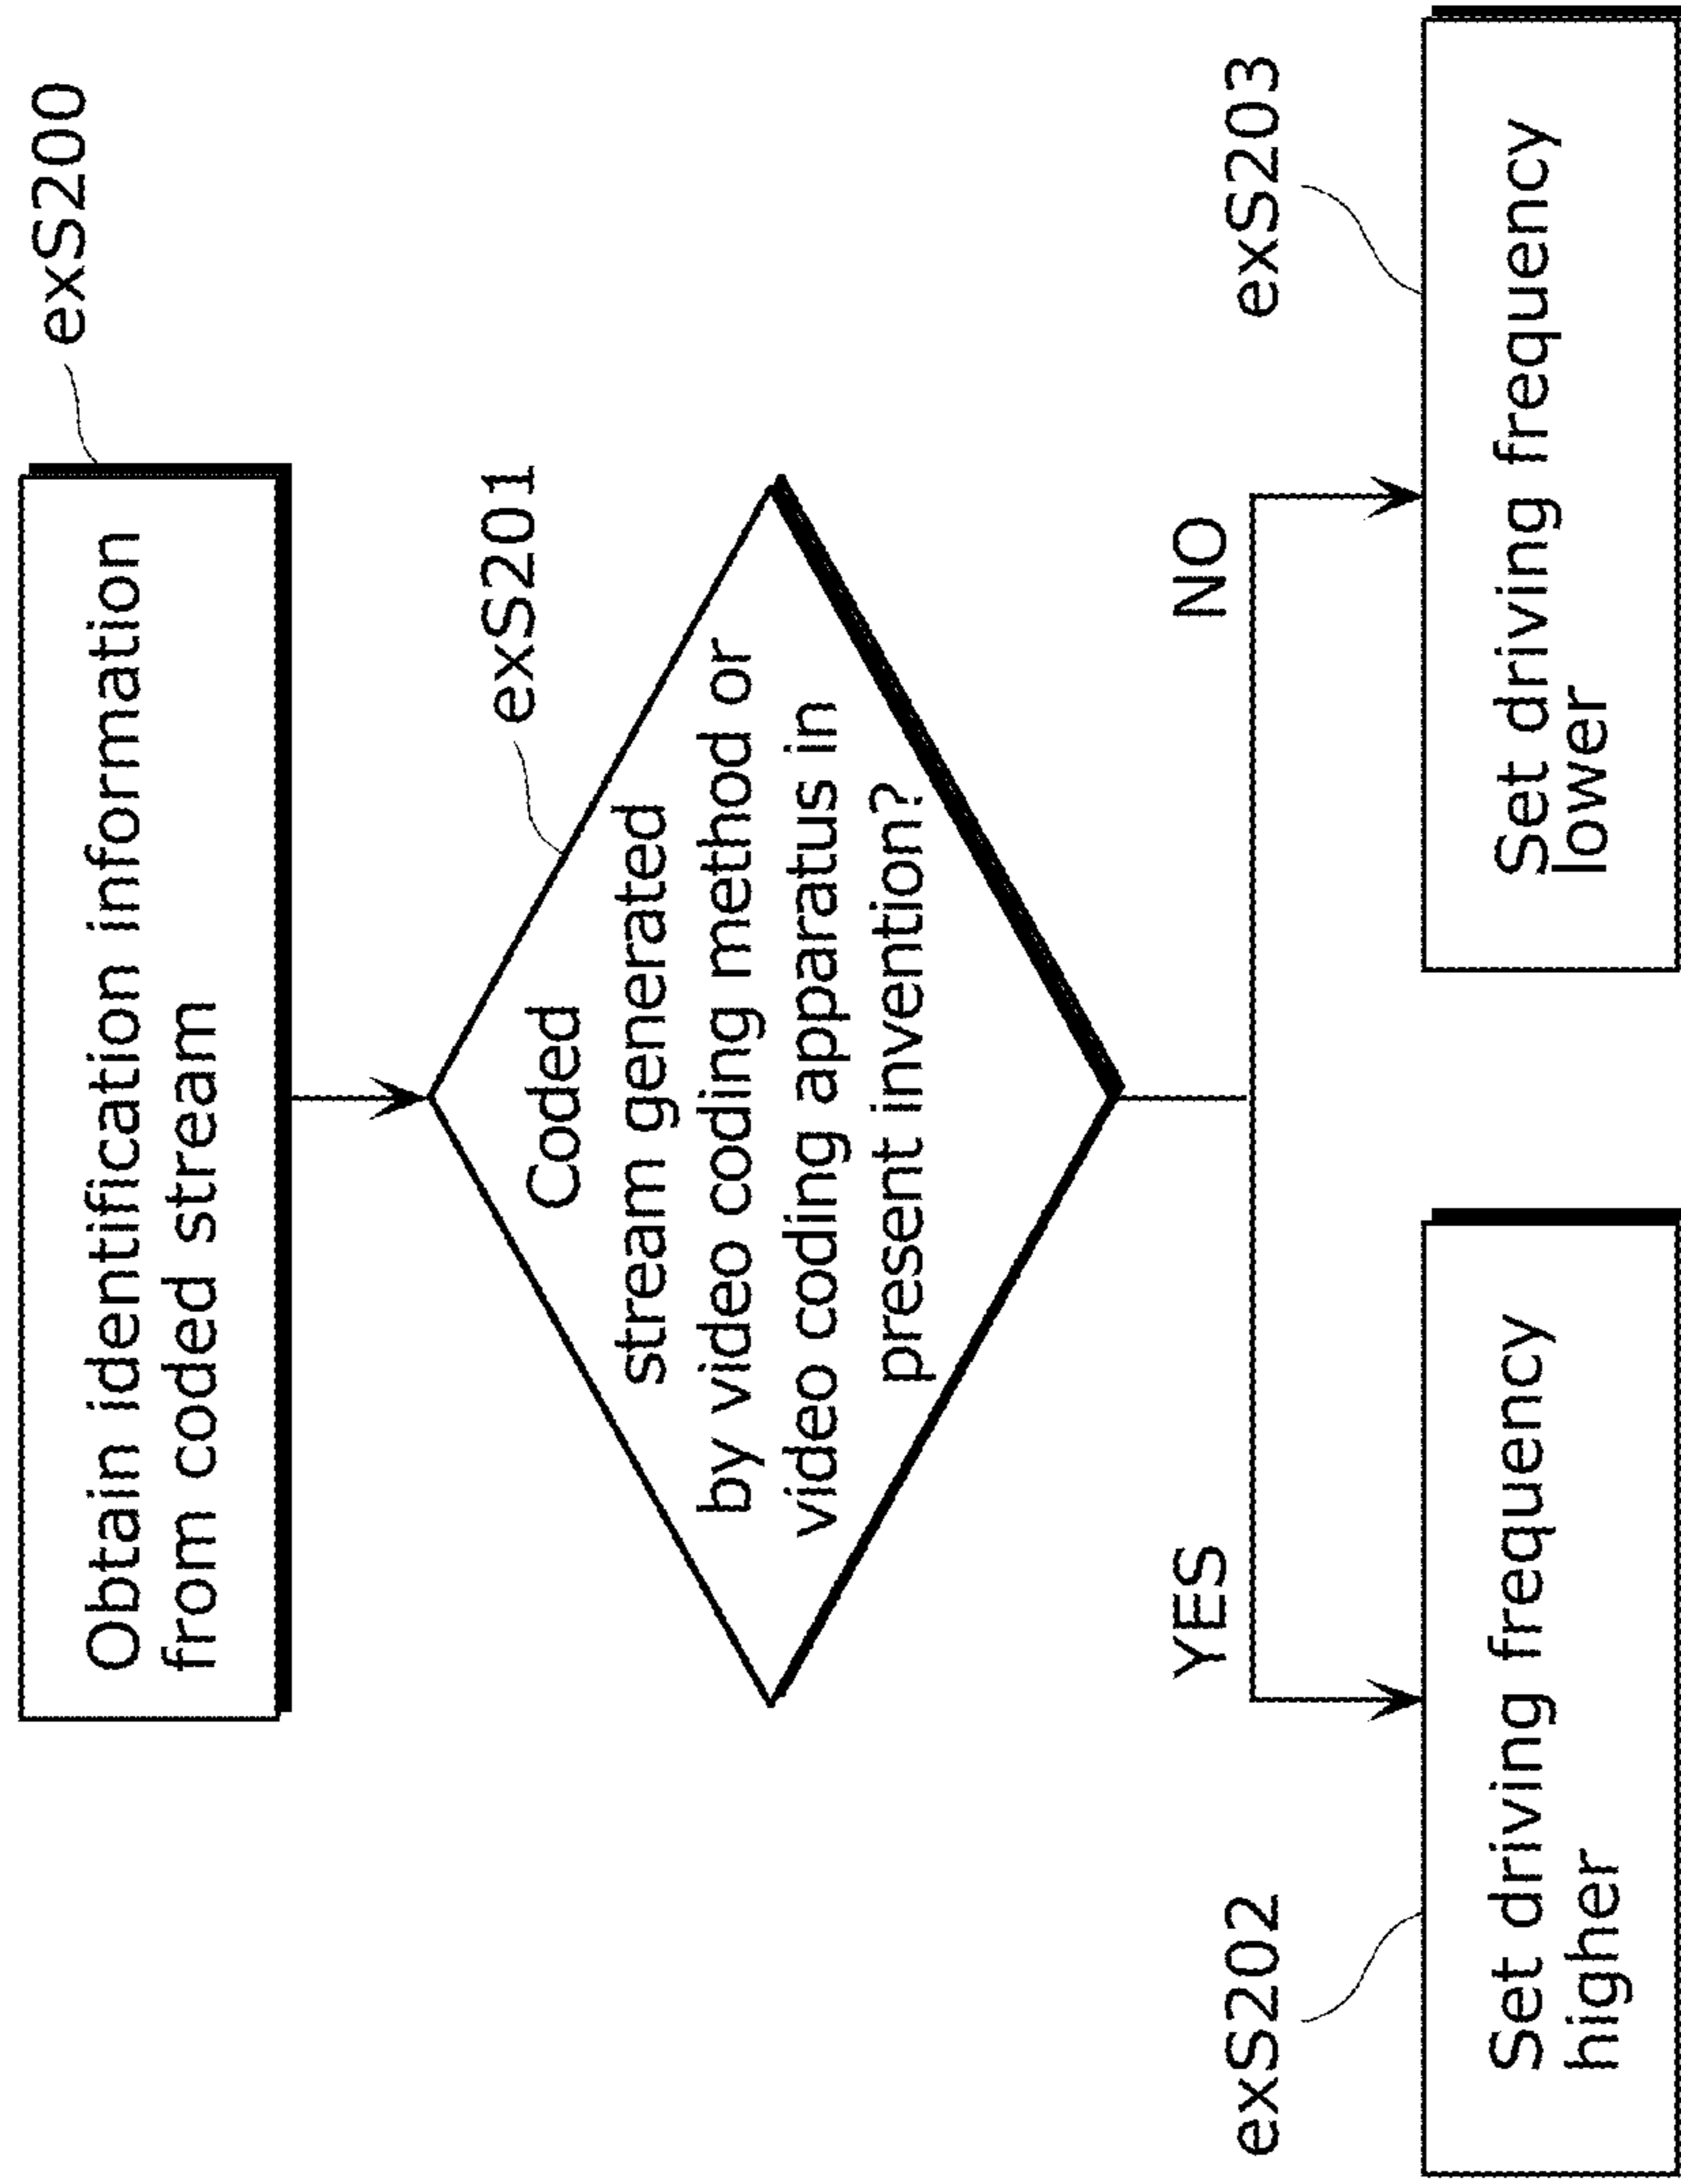 exS200
Obtain identification information
from coded stream
exS201
Coded
stream generated
by video coding method or
video coding apparatus in
present invention?
YES
NO
exS202
exS203
Set driving frequency
higher
Set driving frequency
lower